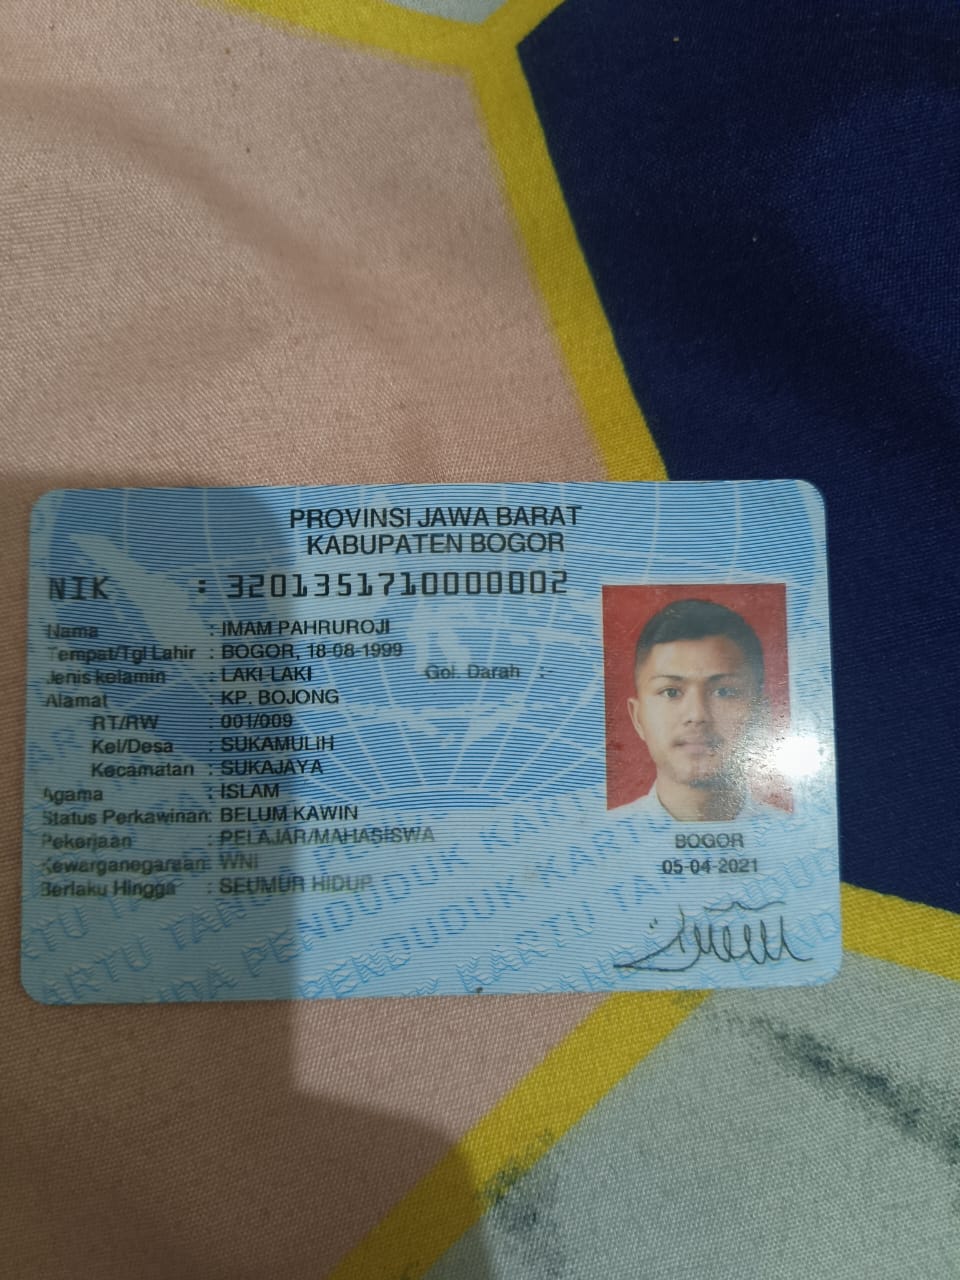 PROVINSI JAWA BARAT
KABUPATEN BOGOR
NIK : 3201351710000002
Nama : IMAM PAHRUROJI
Tempat/Tgl Lahir : BOGOR, 18-08-1999
Jenis kelamin : LAKI LAKI Gol. Darah : -
Alamat : KP. BOJONG
RT/RW : 001/009
Kel/Desa : SUKAMULIH
Kecamatan : SUKAJAYA
Agama : ISLAM
Status Perkawinan: BELUM KAWIN
Pekerjaan : PELAJAR/MAHASISWA
Kewarganegaraan: WNI
Berlaku Hingga : SEUMUR HIDUP
BOGOR
05-04-2021
KARTU TANDA PENDUDUK